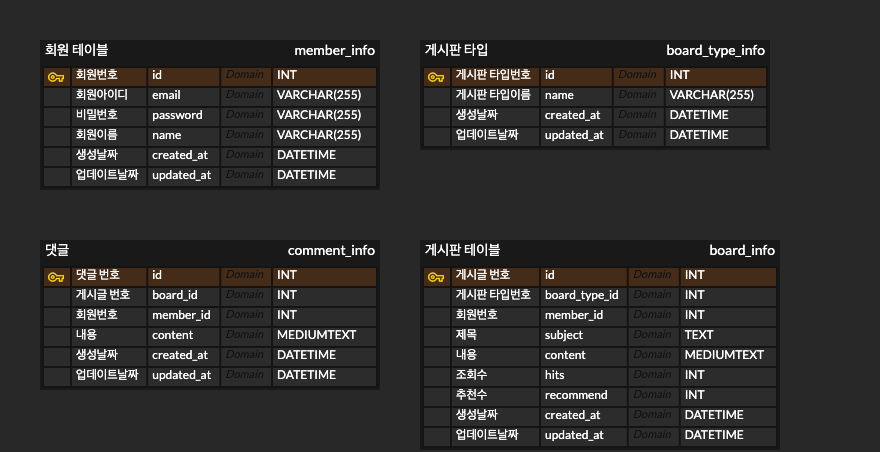 회원 테이블 member_info
회원번호 id Domain INT
회원아이디 email Domain VARCHAR(255)
비밀번호 password Domain VARCHAR(255)
회원이름 name Domain VARCHAR(255)
생성날짜 created_at Domain DATETIME
업데이트날짜 updated_at Domain DATETIME
게시판 타입 board_type_info
게시판 타입번호 id Domain INT
게시판 타입이름 name Domain VARCHAR(255)
생성날짜 created_at Domain DATETIME
업데이트날짜 updated_at Domain DATETIME
댓글 comment_info
댓글 번호 id Domain INT
게시글 번호 board_id Domain INT
회원번호 member_id Domain INT
내용 content Domain MEDIUMTEXT
생성날짜 created_at Domain DATETIME
업데이트날짜 updated_at Domain DATETIME
게시판 테이블 board_info
게시글 번호 id Domain INT
게시판 타입번호 board_type_id Domain INT
회원번호 member_id Domain INT
제목 subject Domain TEXT
내용 content Domain MEDIUMTEXT
조회수 hits Domain INT
추천수 recommend Domain INT
생성날짜 created_at Domain DATETIME
업데이트날짜 updated_at Domain DATETIME